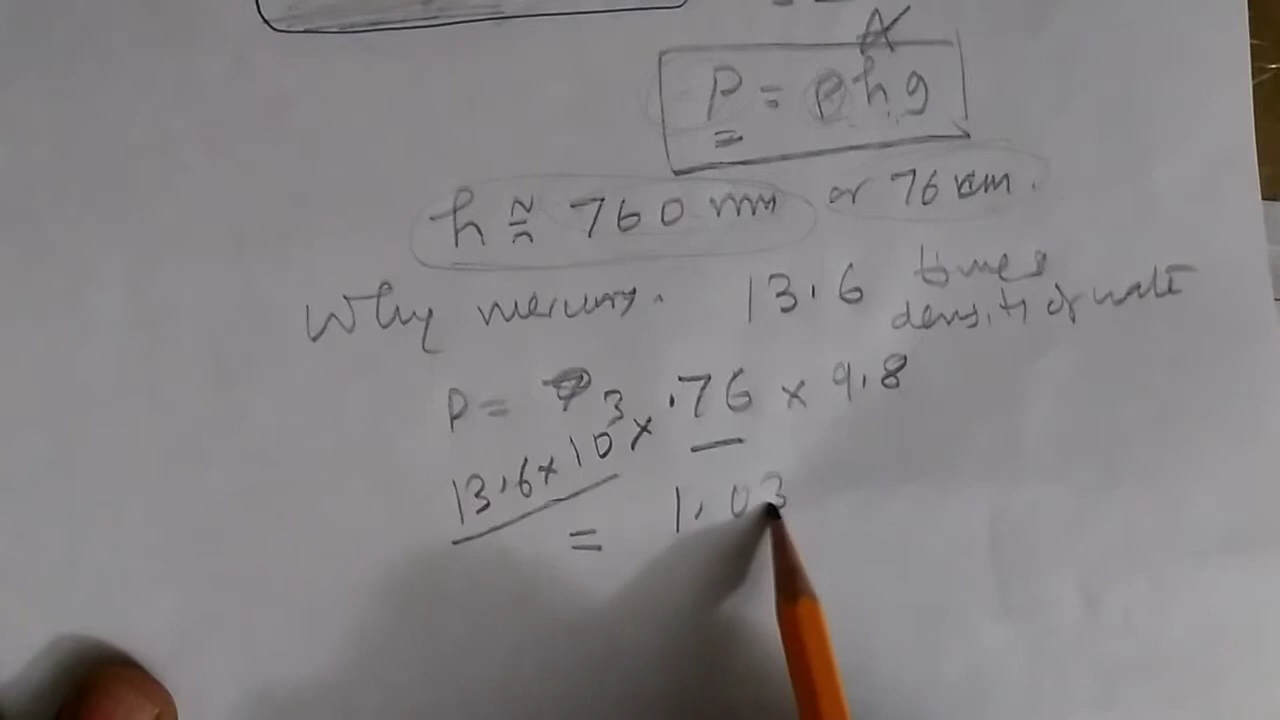 P = ρhg
h ≅ 760 mm or 76 cm.
Why mercury. 13.6 times
density of wate
P = .76 × 9.8
13.6 × 10³ ×
= 1.03